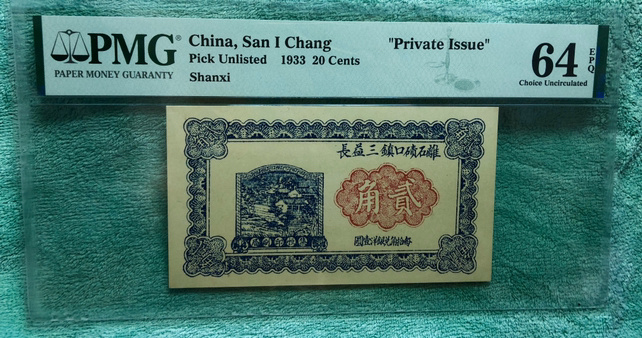 PMG
PAPER MONEY GUARANTY
China, San I Chang "Private Issue"
Pick Unlisted 1933 20 Cents
Shanxi
64
EPQ
Choice Uncirculated
離石磧口鎮三益長
貳角